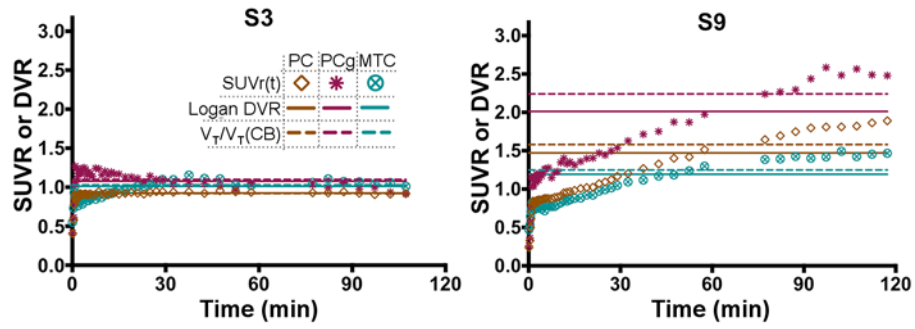 S3
S9
SUVR or DVR
3.0
2.5
2.0
1.5
1.0
0.5
0.0
PC PCg MTC
SUVr(t)
Logan DVR
V_T/V_T(CB)
0 30 60 90 120
Time (min)
SUVR or DVR
3.0
2.5
2.0
1.5
1.0
0.5
0.0
0 30 60 90 120
Time (min)